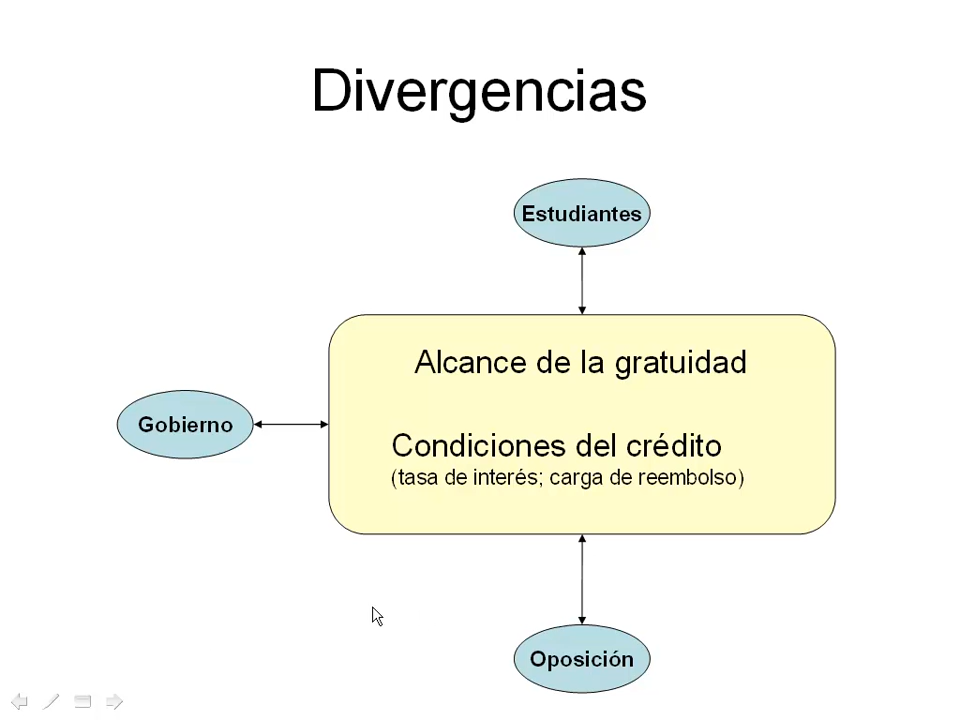 Divergencias
Estudiantes
Alcance de la gratuidad
Gobierno
Condiciones del crédito
(tasa de interés; carga de reembolso)
Oposición